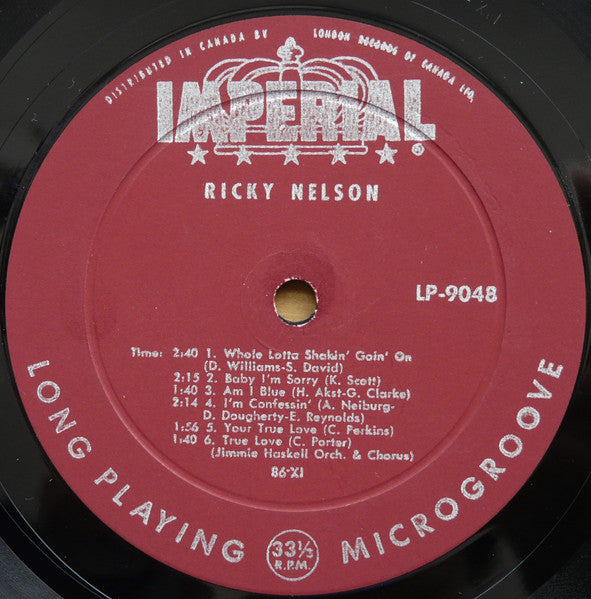 DISTRIBUTED IN CANADA BY LONDON RECORDS OF CANADA LTD.
IMPERIAL
RICKY NELSON
LP-9048
Time: 2:40 1. Whole Lotta Shakin' Goin' On
(D. Williams-S. David)
2:15 2. Baby I'm Sorry (K. Scott)
1:40 3. Am I Blue (H. Akst-G. Clarke)
2:14 4. I'm Confessin' (A. Neiburg-
D. Dougherty-E. Reynolds)
1:56 5. Your True Love (C. Perkins)
1:40 6. True Love (C. Porter)
(Jimmie Haskell Orch. & Chorus)
86-XI
LONG PLAYING MICROGROOVE
33⅓
R.P.M.